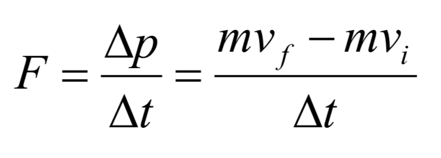 F = Δp/Δt = (mv_f − mv_i)/Δt